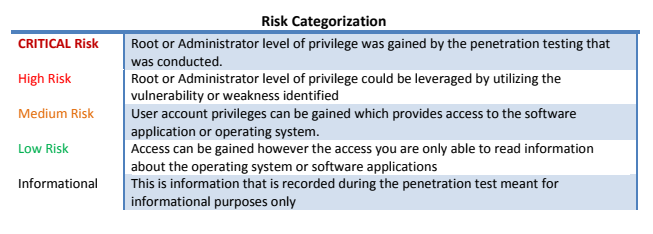 Risk Categorization
CRITICAL Risk Root or Administrator level of privilege was gained by the penetration testing that
was conducted.
High Risk Root or Administrator level of privilege could be leveraged by utilizing the
vulnerability or weakness identified
Medium Risk User account privileges can be gained which provides access to the software
application or operating system.
Low Risk Access can be gained however the access you are only able to read information
about the operating system or software applications
Informational This is information that is recorded during the penetration test meant for
informational purposes only